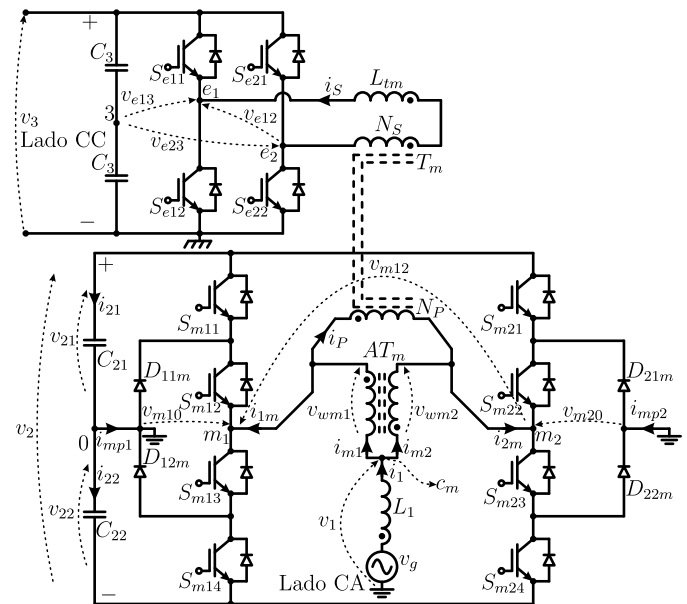 +
C3
Se11
Se21
e1
iS
Ltm
3
ve13
ve12
NS
v3
Lado CC
ve23
e2
C3
Tm
Se12
Se22
−
+
vm12
i21
Sm11
NP
Sm21
v21
iP
C21
D11m
ATm
D21m
Sm12
Sm22
v2
vm10
i1m
vwm1
vwm2
vm20
imp2
0
imp1
m1
i2m
m2
D12m
im1
im2
i22
i1
cm
Sm13
Sm23
D22m
v22
v1
L1
C22
vg
Sm14
Lado CA
Sm24
−